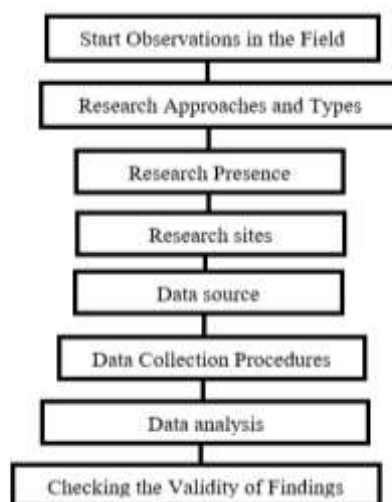 Start Observations in the Field
Research Approaches and Types
Research Presence
Research sites
Data source
Data Collection Procedures
Data analysis
Checking the Validity of Findings